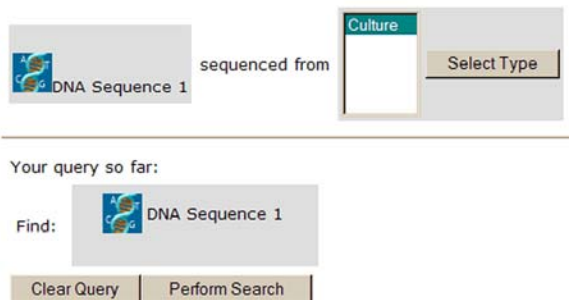 Culture
A T C G DNA Sequence 1 sequenced from Select Type
Your query so far:
Find: A T C G DNA Sequence 1
Clear Query Perform Search